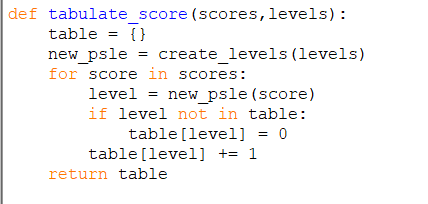 def tabulate_score(scores,levels):
    table = {}
    new_psle = create_levels(levels)
    for score in scores:
        level = new_psle(score)
        if level not in table:
            table[level] = 0
        table[level] += 1
    return table